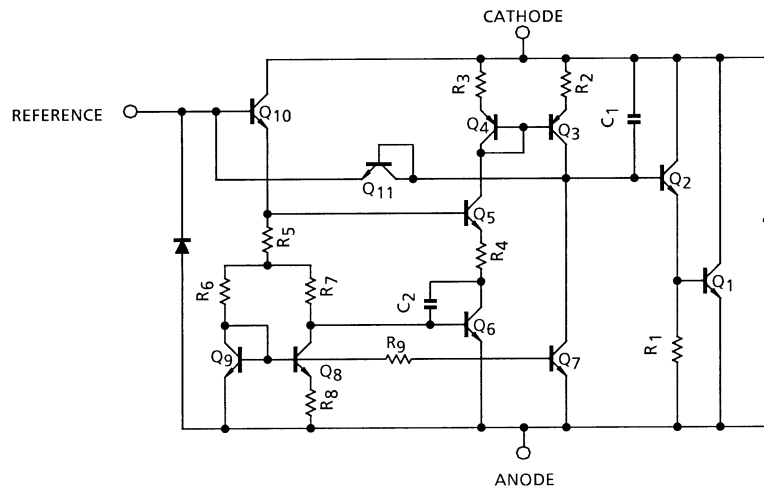 CATHODE
REFERENCE
Q10
R3
R2
Q4
Q3
C1
Q11
Q2
Q5
R5
R4
R6
R7
C2
Q1
Q6
R1
Q9
Q8
R9
Q7
R8
ANODE